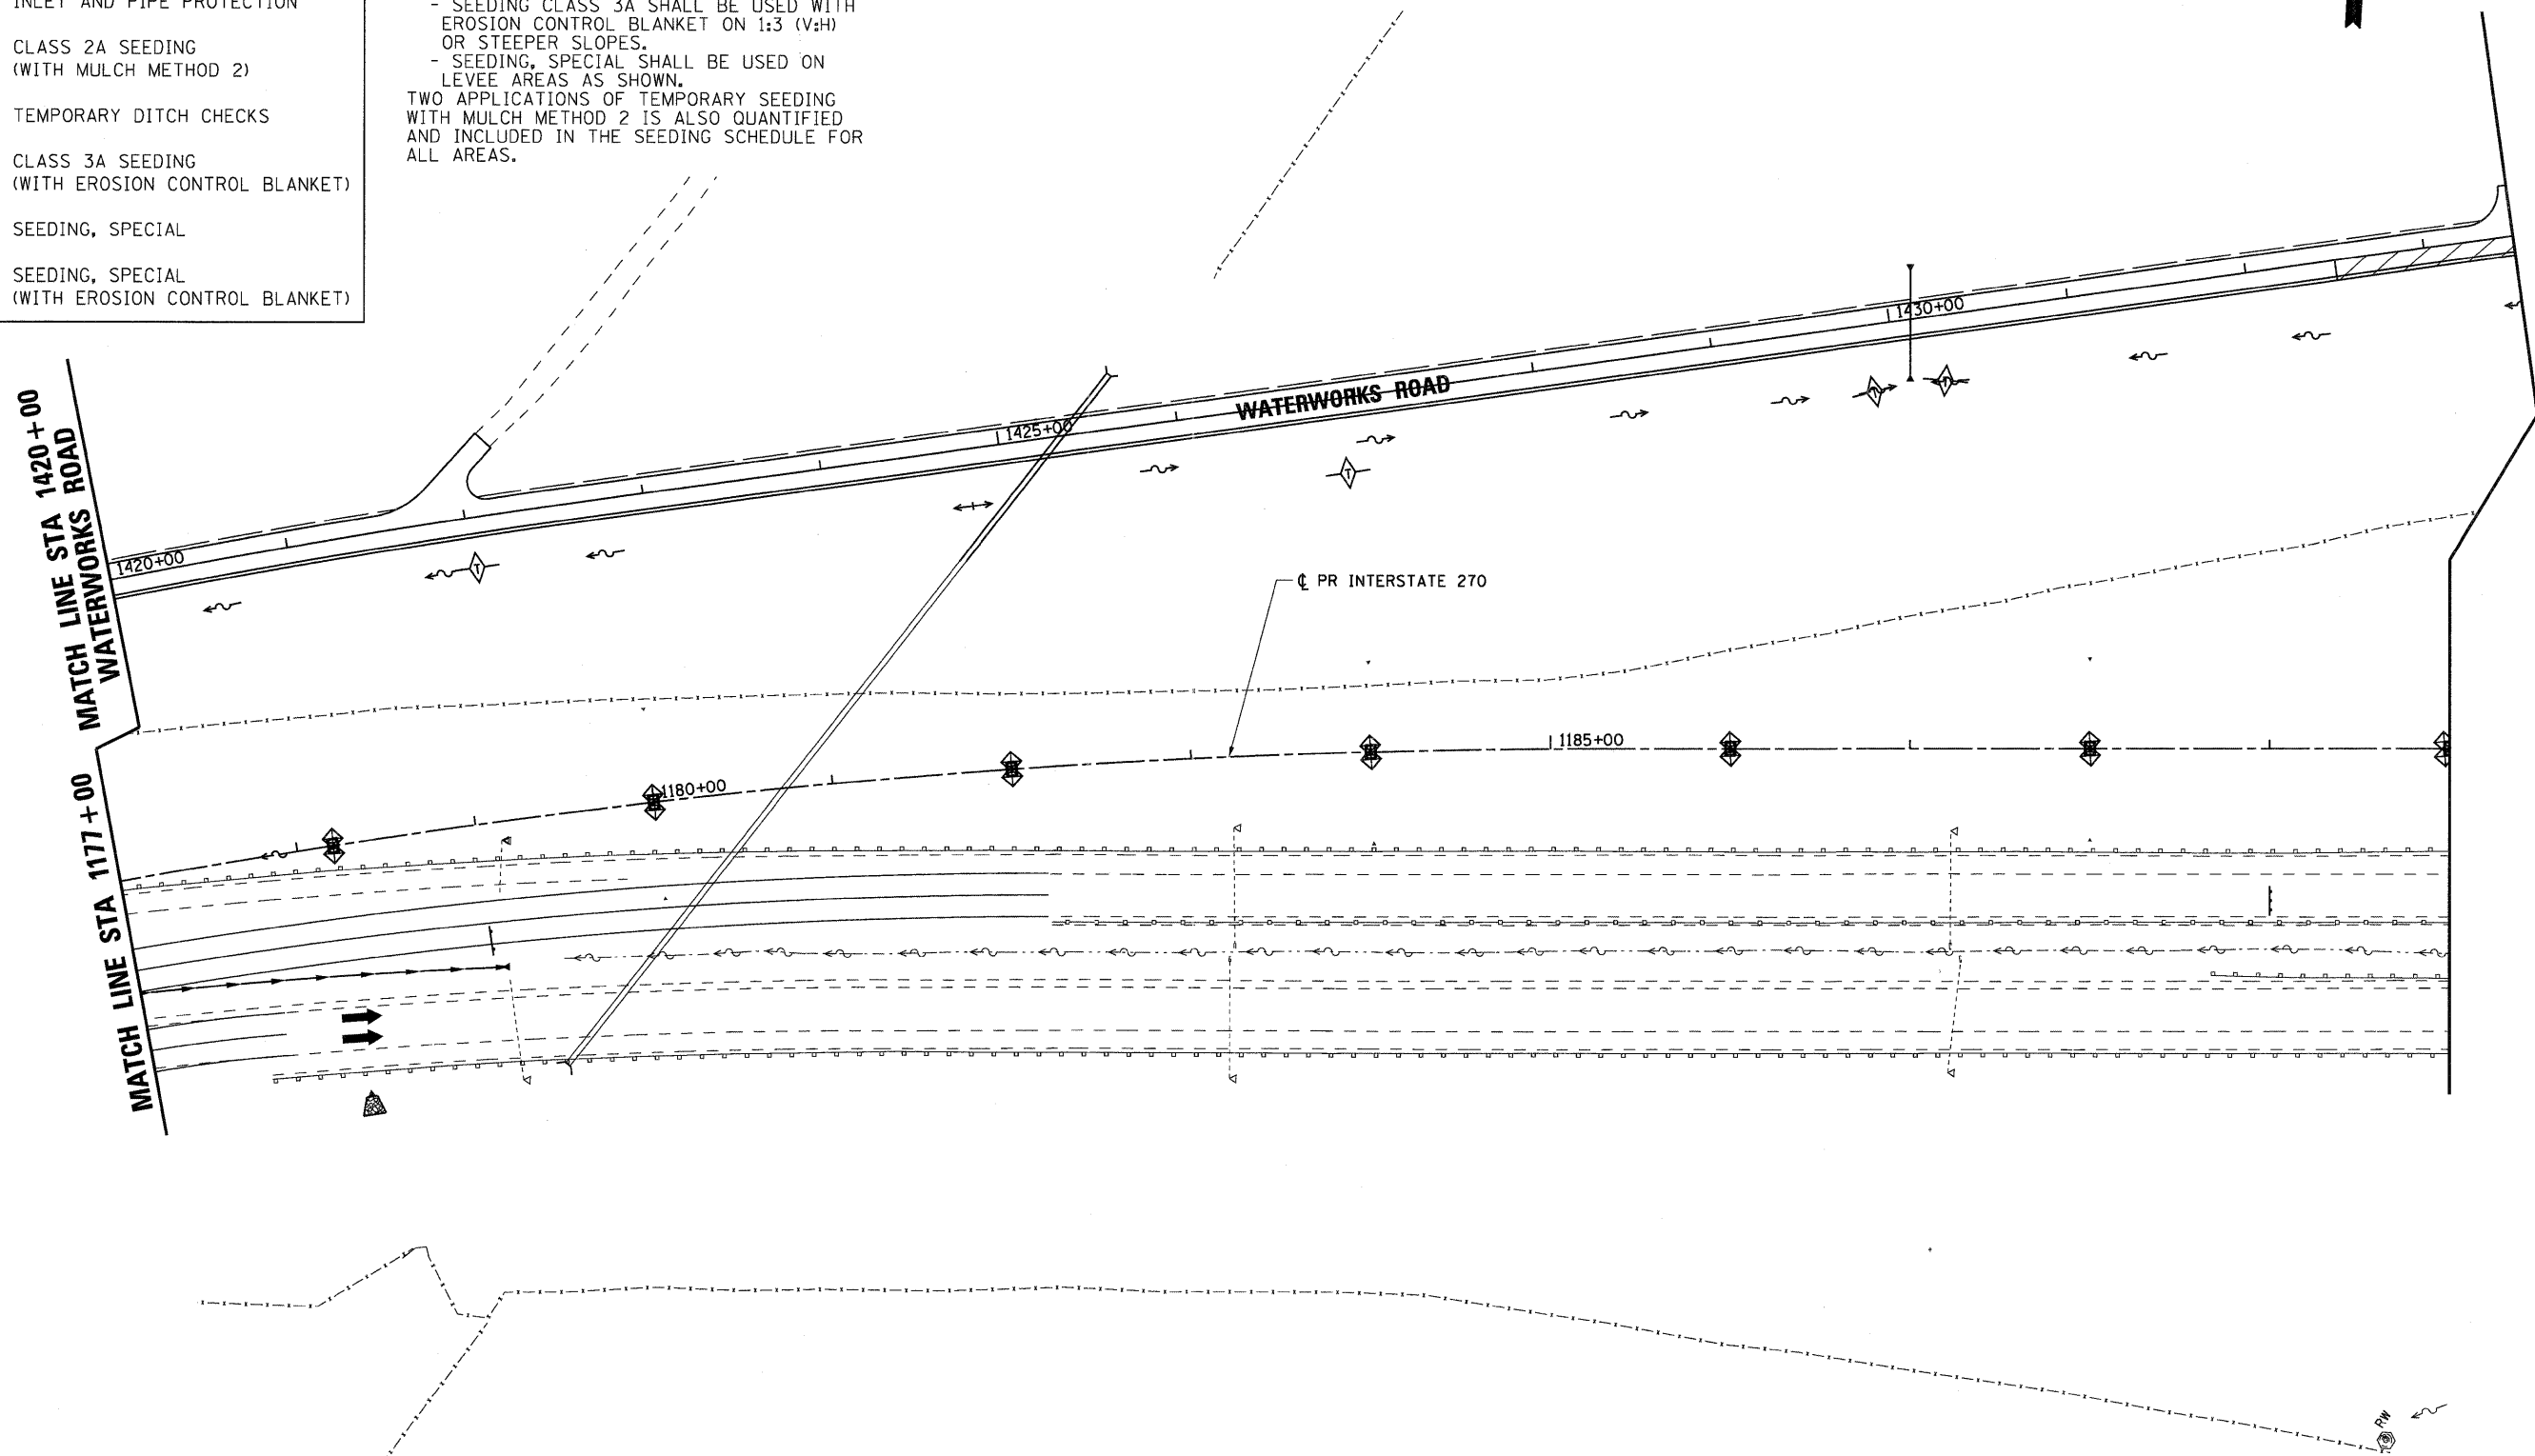 INLET AND PIPE PROTECTION
CLASS 2A SEEDING
(WITH MULCH METHOD 2)
TEMPORARY DITCH CHECKS
CLASS 3A SEEDING
(WITH EROSION CONTROL BLANKET)
SEEDING, SPECIAL
SEEDING, SPECIAL
(WITH EROSION CONTROL BLANKET)
- SEEDING CLASS 3A SHALL BE USED WITH
EROSION CONTROL BLANKET ON 1:3 (V:H)
OR STEEPER SLOPES.
- SEEDING, SPECIAL SHALL BE USED ON
LEVEE AREAS AS SHOWN.
TWO APPLICATIONS OF TEMPORARY SEEDING
WITH MULCH METHOD 2 IS ALSO QUANTIFIED
AND INCLUDED IN THE SEEDING SCHEDULE FOR
ALL AREAS.
MATCH LINE STA 1420+00
WATERWORKS ROAD
1420+00
1425+00
WATERWORKS ROAD
1430+00
T
T
T
T
℄ PR INTERSTATE 270
MATCH LINE STA 1177+00
1180+00
1185+00
RW